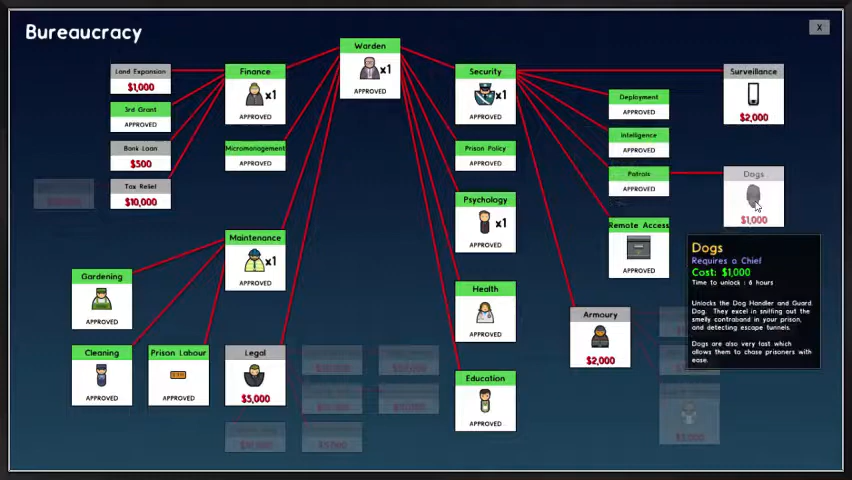 Bureaucracy
X
Warden
x1
APPROVED
Land Expansion
$1,000
3rd Grant
APPROVED
Bank Loan
$500
Tax Relief
$10,000
Finance
x1
APPROVED
Micromanagement
APPROVED
Security
x1
APPROVED
Prison Policy
APPROVED
Psychology
x1
APPROVED
Health
APPROVED
Education
APPROVED
Deployment
APPROVED
Intelligence
APPROVED
Patrols
APPROVED
Remote Access
APPROVED
Surveillance
$2,000
Dogs
$1,000
Maintenance
x1
APPROVED
Gardening
APPROVED
Cleaning
APPROVED
Prison Labour
APPROVED
Legal
$5,000
Armoury
$2,000
Dogs
Requires a Chief
Cost: $1,000
Time to unlock : 6 hours
Unlocks the Dog Handler and Guard
Dog. They excel in sniffing out the
smelly contraband in your prison,
and detecting escape tunnels.
Dogs are also very fast which
allows them to chase prisoners with
ease.